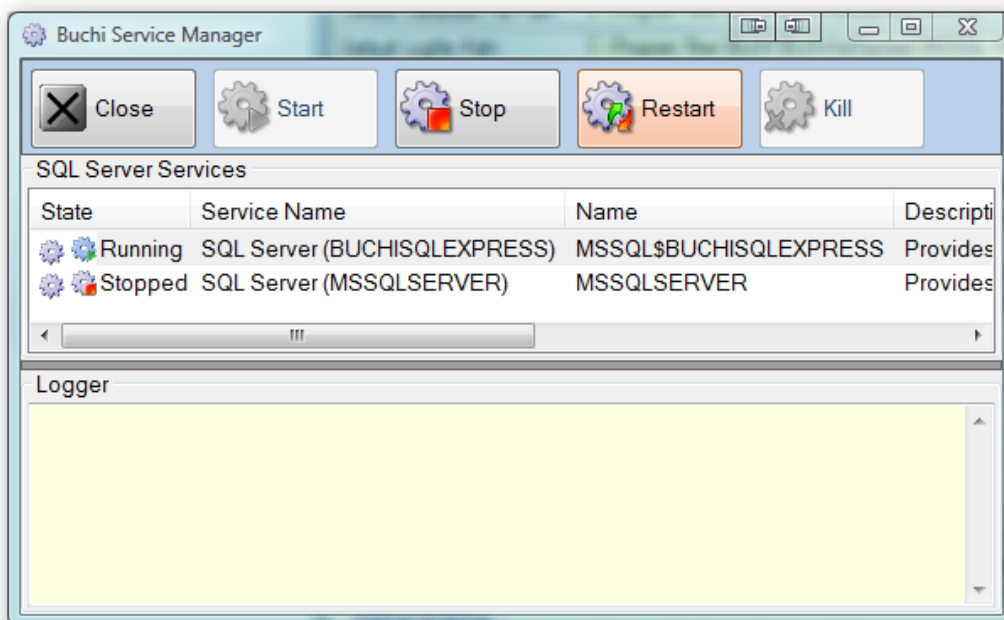 Buchi Service Manager
Close Start Stop Restart Kill
SQL Server Services
State Service Name Name Descripti
Running SQL Server (BUCHISQLEXPRESS) MSSQL$BUCHISQLEXPRESS Provides
Stopped SQL Server (MSSQLSERVER) MSSQLSERVER Provides
Logger